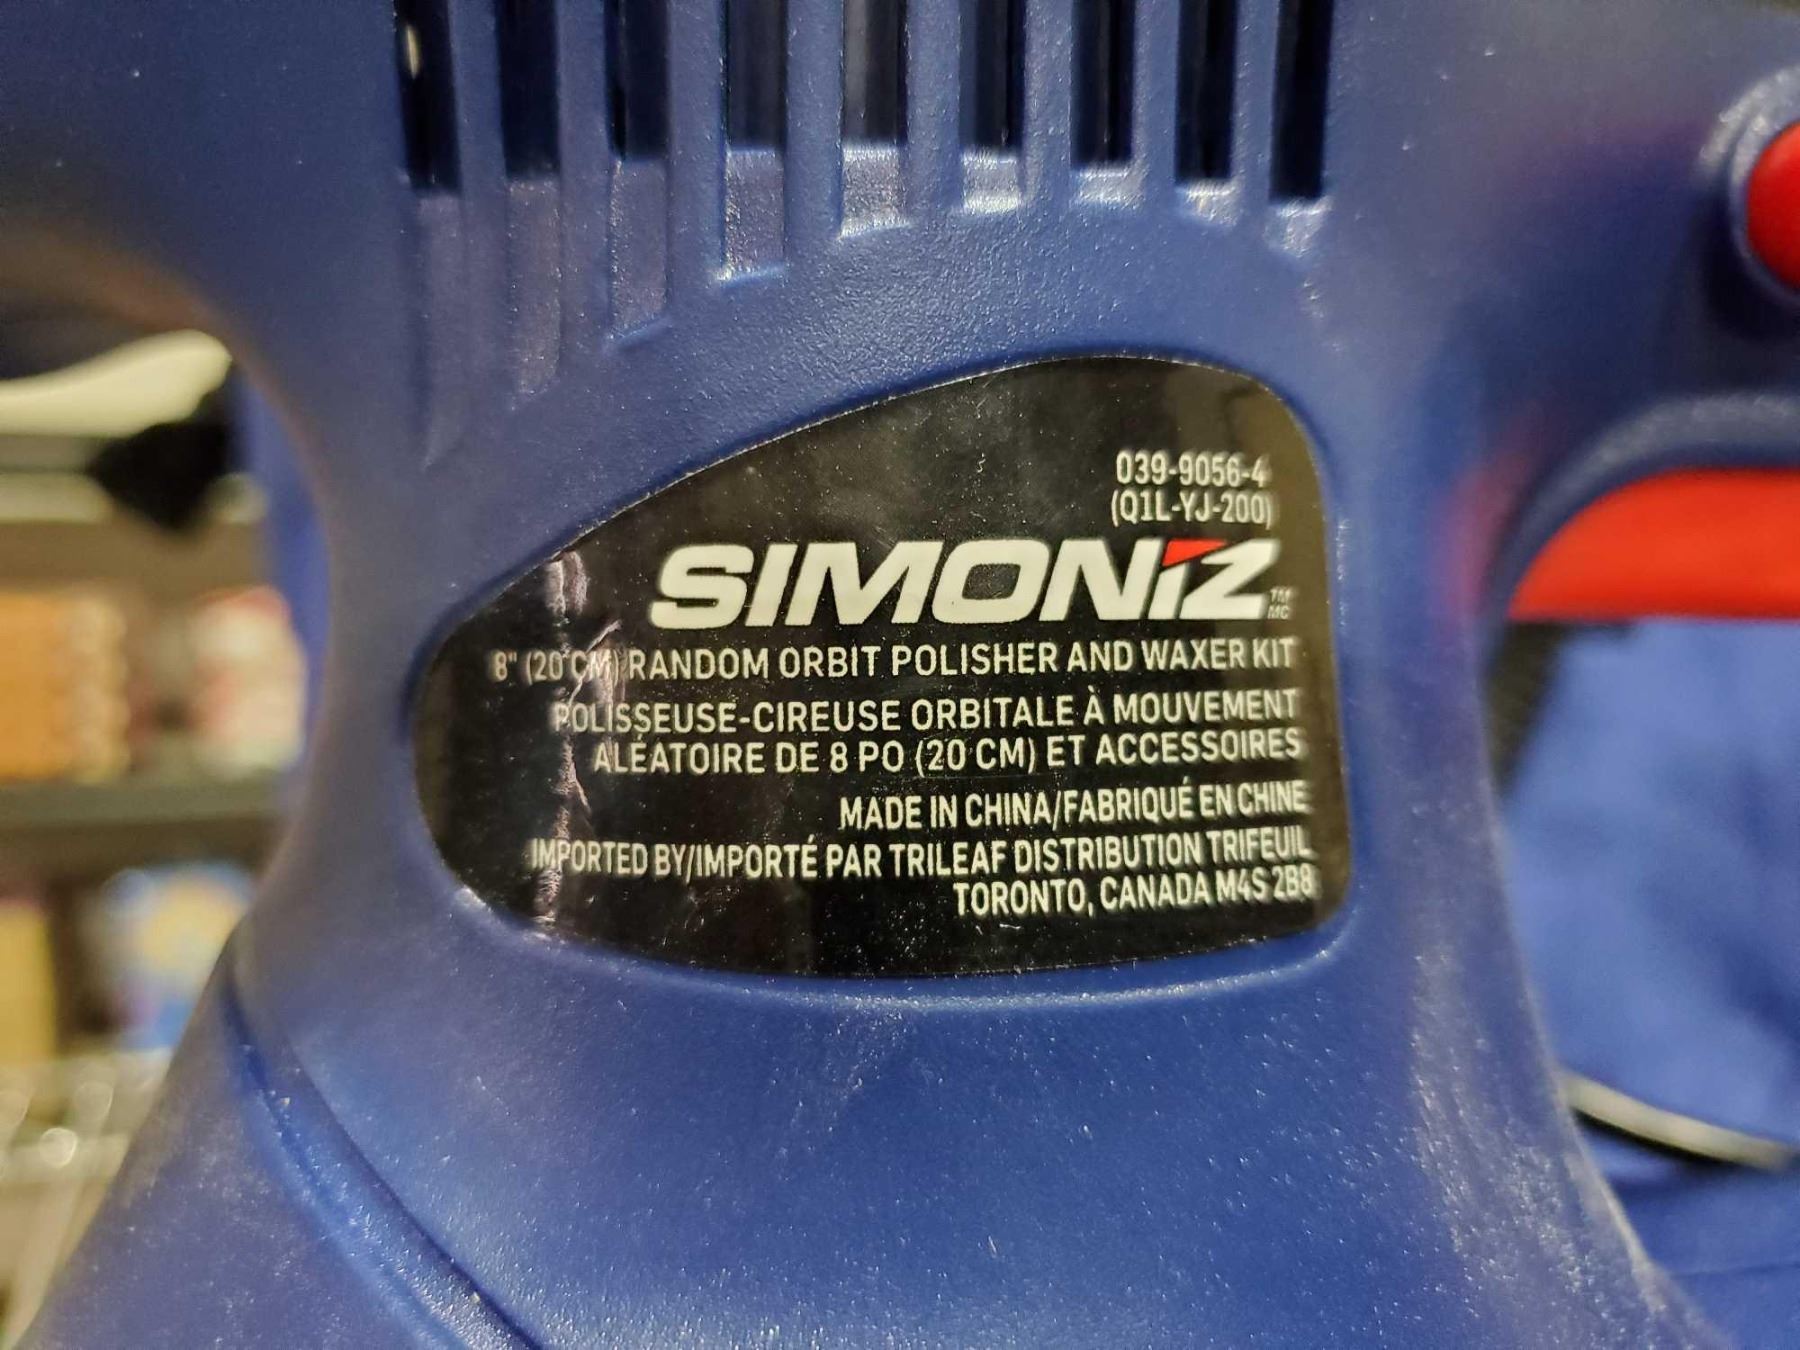 039-9056-4
(Q1L-YJ-200)
SIMONiZ TM MC
8" (20 CM) RANDOM ORBIT POLISHER AND WAXER KIT
POLISSEUSE-CIREUSE ORBITALE À MOUVEMENT
ALÉATOIRE DE 8 PO (20 CM) ET ACCESSOIRES
MADE IN CHINA/FABRIQUÉ EN CHINE
IMPORTED BY/IMPORTÉ PAR TRILEAF DISTRIBUTION TRIFEUIL
TORONTO, CANADA M4S 2B8